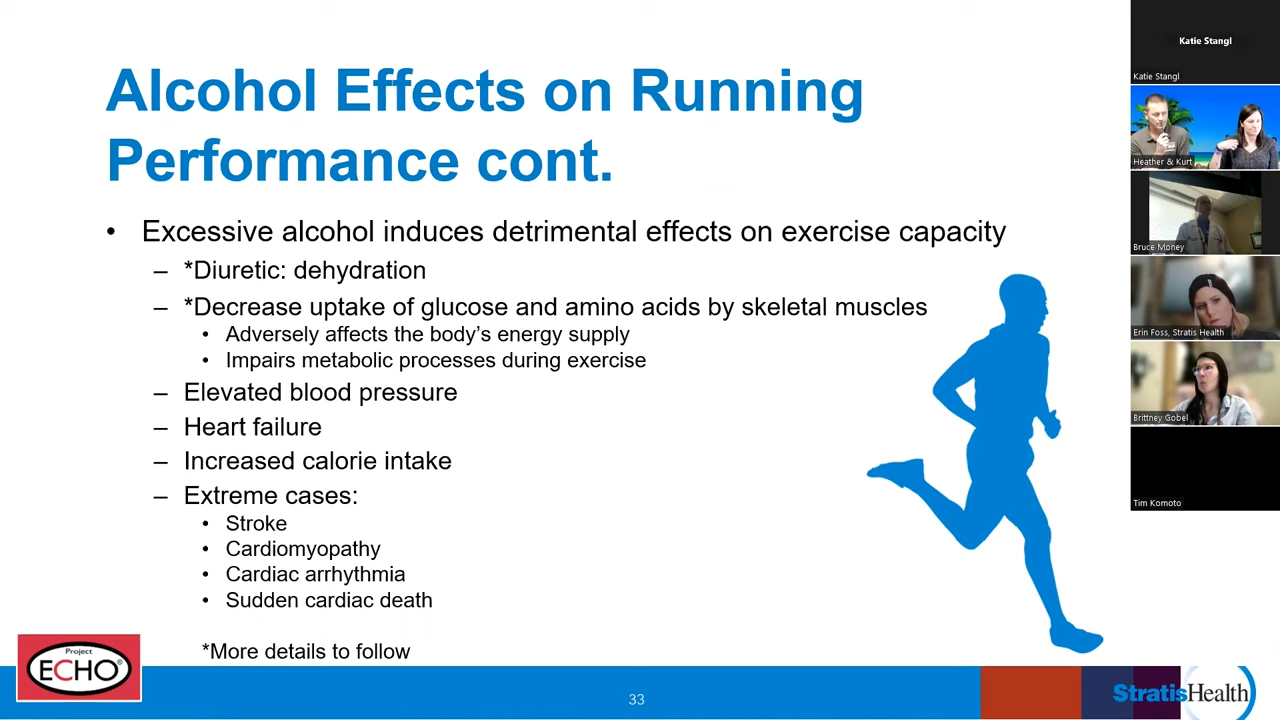 Alcohol Effects on Running
Performance cont.
• Excessive alcohol induces detrimental effects on exercise capacity
– *Diuretic: dehydration
– *Decrease uptake of glucose and amino acids by skeletal muscles
• Adversely affects the body’s energy supply
• Impairs metabolic processes during exercise
– Elevated blood pressure
– Heart failure
– Increased calorie intake
– Extreme cases:
• Stroke
• Cardiomyopathy
• Cardiac arrhythmia
• Sudden cardiac death
*More details to follow
Project
ECHO®
33
StratisHealth
Katie Stangl
Katie Stangl
Heather & Kurt
Bruce Money
Erin Foss, Stratis Health
Brittney Gobel
Tim Komoto